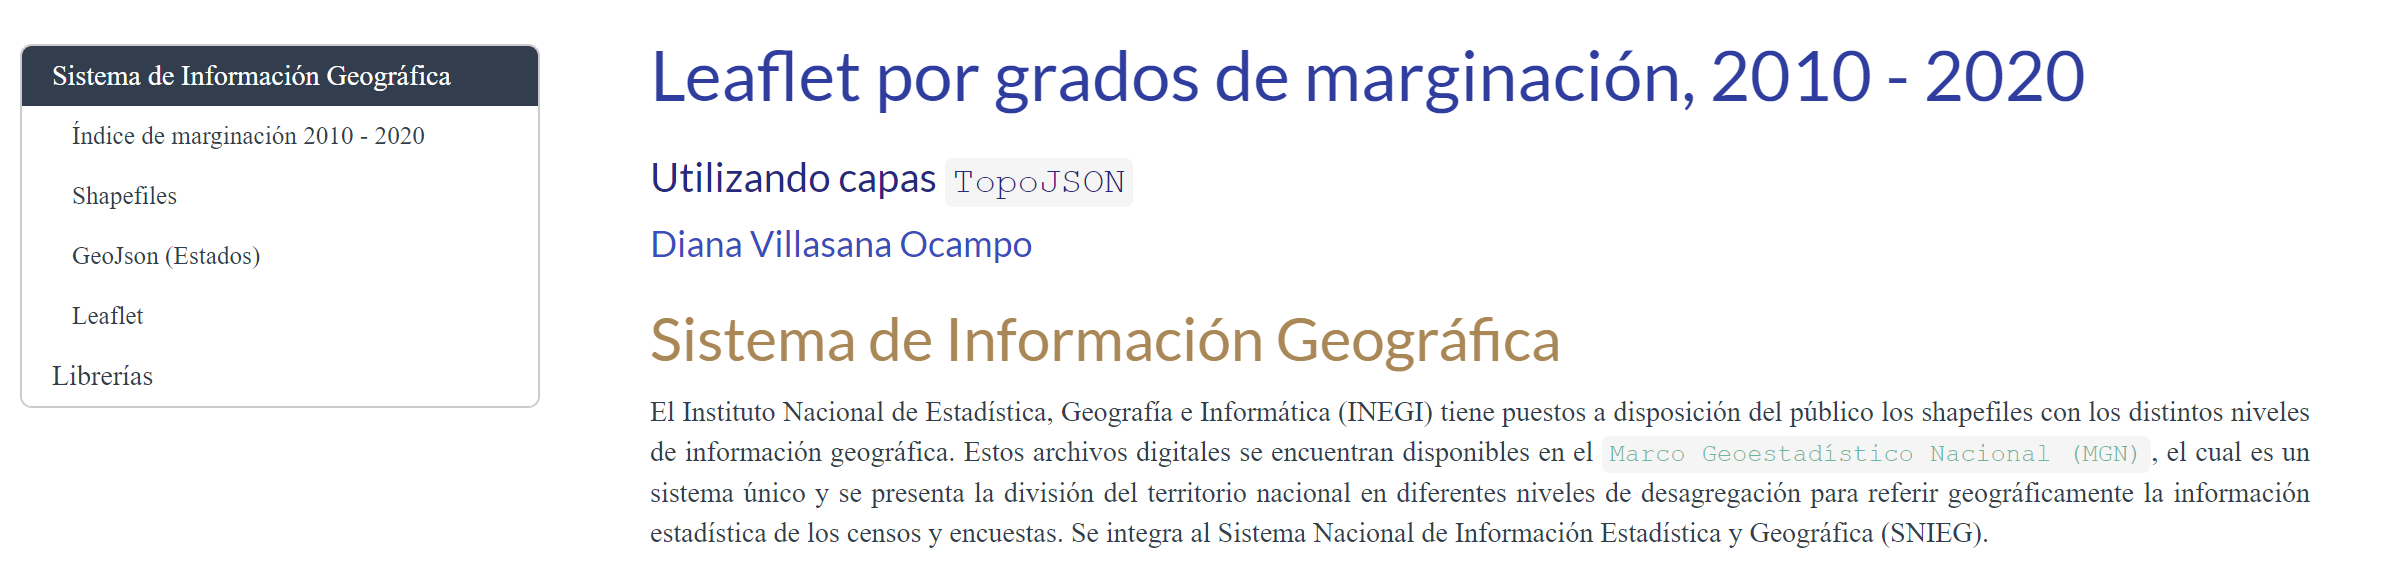 Sistema de Información Geográfica
Índice de marginación 2010 - 2020
Shapefiles
GeoJson (Estados)
Leaflet
Librerías
Leaflet por grados de marginación, 2010 - 2020
Utilizando capas TopoJSON
Diana Villasana Ocampo
Sistema de Información Geográfica
El Instituto Nacional de Estadística, Geografía e Informática (INEGI) tiene puestos a disposición del público los shapefiles con los distintos niveles
de información geográfica. Estos archivos digitales se encuentran disponibles en el Marco Geoestadístico Nacional (MGN), el cual es un
sistema único y se presenta la división del territorio nacional en diferentes niveles de desagregación para referir geográficamente la información
estadística de los censos y encuestas. Se integra al Sistema Nacional de Información Estadística y Geográfica (SNIEG).